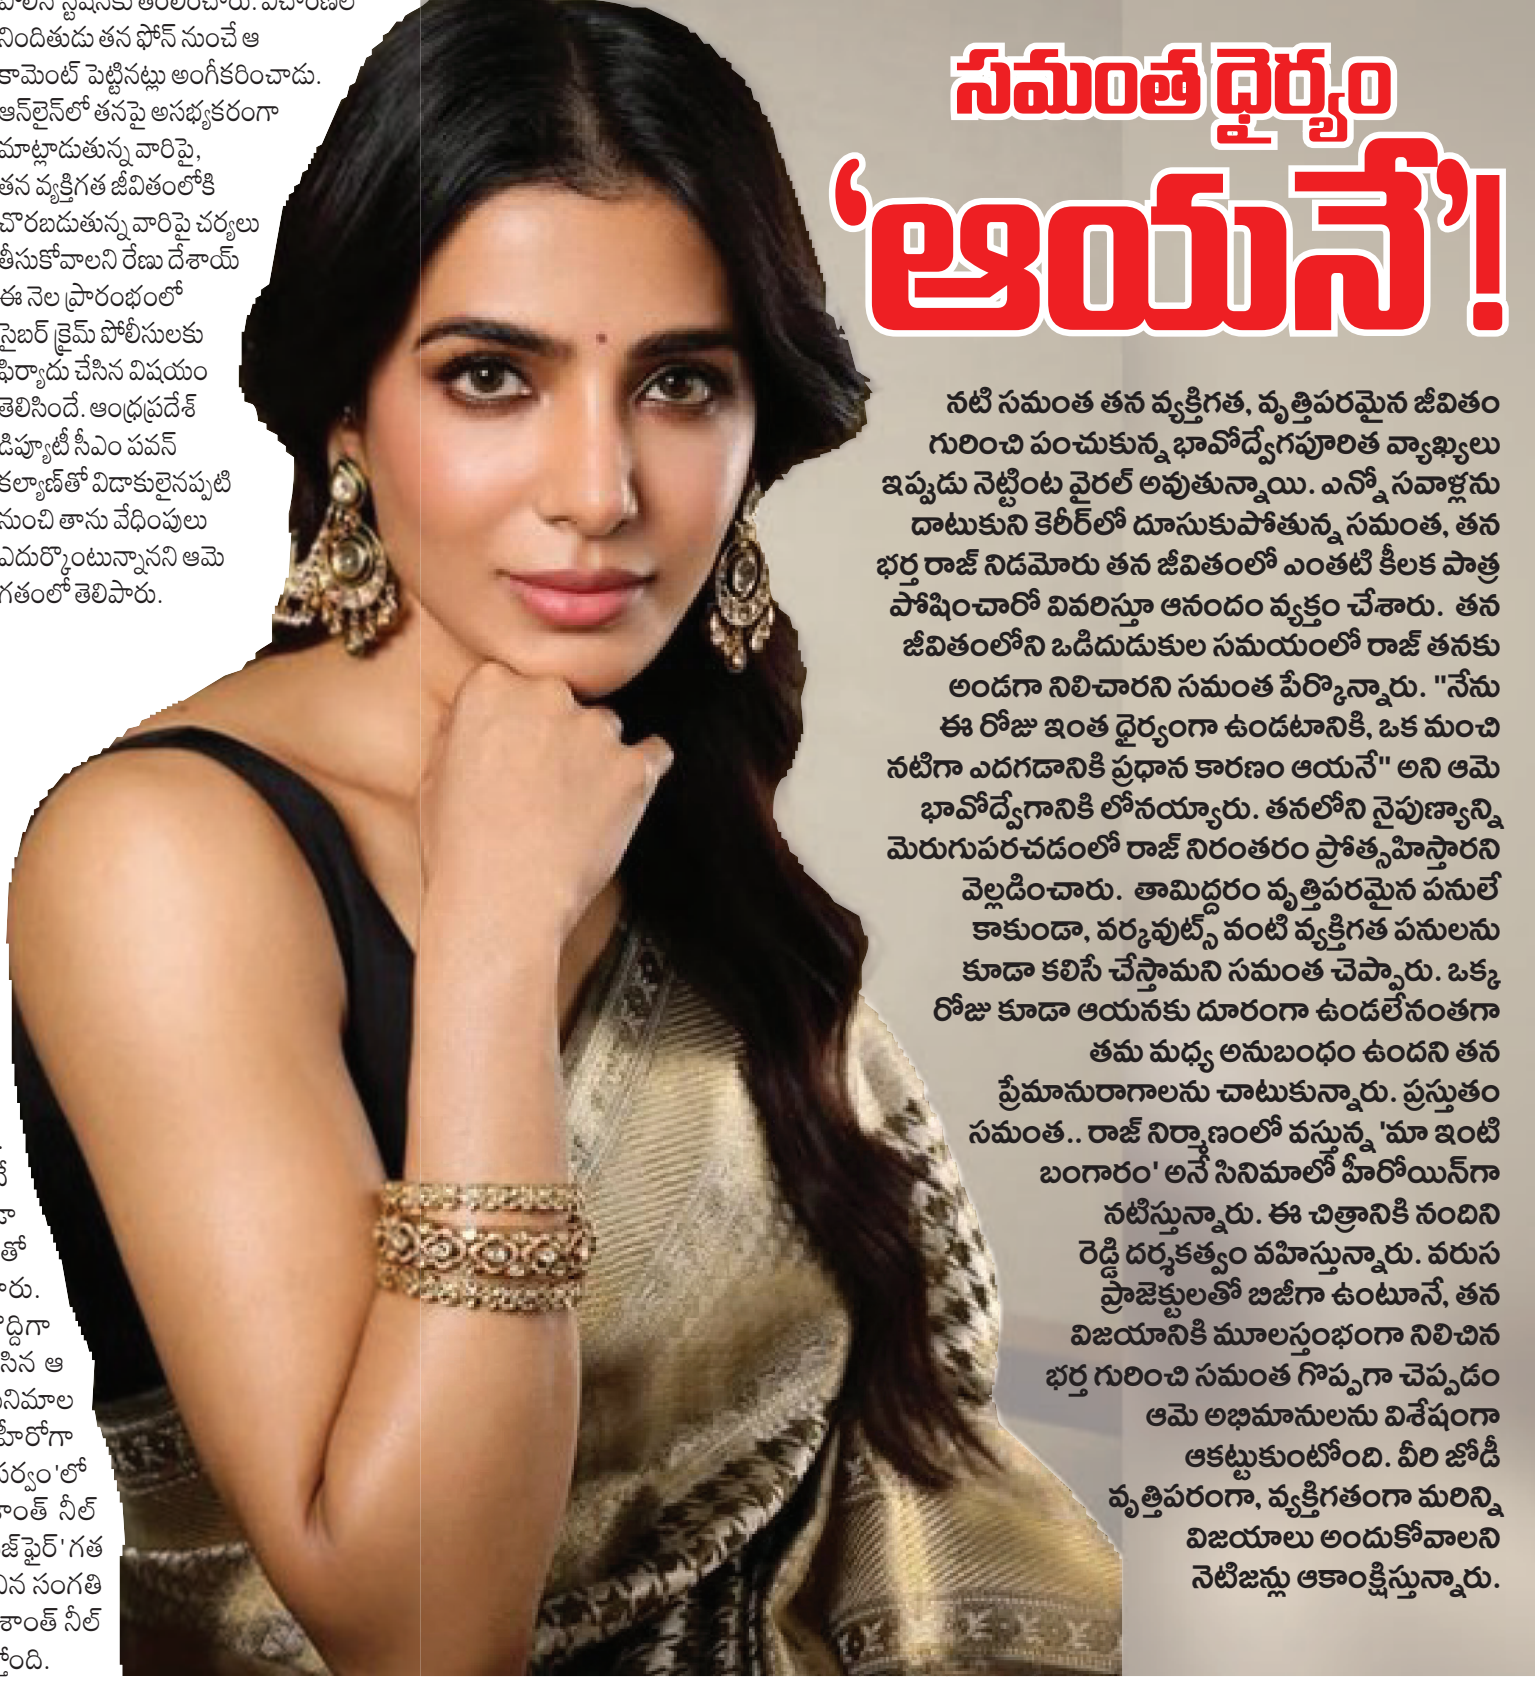 నిందితుడు తన ఫోన్ నుంచే ఆ
కామెంట్ పెట్టినట్లు అంగీకరించాడు.
ఆన్‌లైన్‌లో తనపై అసభ్యకరంగా
మాట్లాడుతున్న వారిపై,
తన వ్యక్తిగత జీవితంలోకి
చొరబడుతున్న వారిపై చర్యలు
తీసుకోవాలని రేణు దేశాయ్
ఈ నెల ప్రారంభంలో
సైబర్ క్రైమ్ పోలీసులకు
ఫిర్యాదు చేసిన విషయం
తెలిసిందే. ఆంధ్రప్రదేశ్
డిప్యూటీ సీఎం పవన్
కల్యాణ్‌తో విడాకులైనప్పటి
నుంచి తాను వేధింపులు
ఎదుర్కొంటున్నానని ఆమె
గతంలో తెలిపారు.
సమంత ధైర్యం
‘ఆయనే’!
నటి సమంత తన వ్యక్తిగత, వృత్తిపరమైన జీవితం
గురించి పంచుకున్న భావోద్వేగపూరిత వ్యాఖ్యలు
ఇప్పుడు నెట్టింట వైరల్ అవుతున్నాయి. ఎన్నో సవాళ్లను
దాటుకుని కెరీర్‌లో దూసుకుపోతున్న సమంత, తన
భర్త రాజ్ నిడమోరు తన జీవితంలో ఎంతటి కీలక పాత్ర
పోషించారో వివరిస్తూ ఆనందం వ్యక్తం చేశారు. తన
జీవితంలోని ఒడిదుడుకుల సమయంలో రాజ్ తనకు
అండగా నిలిచారని సమంత పేర్కొన్నారు. "నేను
ఈ రోజు ఇంత ధైర్యంగా ఉండటానికి, ఒక మంచి
నటిగా ఎదగడానికి ప్రధాన కారణం ఆయనే" అని ఆమె
భావోద్వేగానికి లోనయ్యారు. తనలోని నైపుణ్యాన్ని
మెరుగుపరచడంలో రాజ్ నిరంతరం ప్రోత్సహిస్తారని
వెల్లడించారు. తామిద్దరం వృత్తిపరమైన పనులే
కాకుండా, వర్కవుట్స్ వంటి వ్యక్తిగత పనులను
కూడా కలిసే చేస్తామని సమంత చెప్పారు. ఒక్క
రోజు కూడా ఆయనకు దూరంగా ఉండలేనంతగా
తమ మధ్య అనుబంధం ఉందని తన
ప్రేమానురాగాలను చాటుకున్నారు. ప్రస్తుతం
సమంత.. రాజ్ నిర్మాణంలో వస్తున్న 'మా ఇంటి
బంగారం' అనే సినిమాలో హీరోయిన్‌గా
నటిస్తున్నారు. ఈ చిత్రానికి నందిని
రెడ్డి దర్శకత్వం వహిస్తున్నారు. వరుస
ప్రాజెక్టులతో బిజీగా ఉంటూనే, తన
విజయానికి మూలస్తంభంగా నిలిచిన
భర్త గురించి సమంత గొప్పగా చెప్పడం
ఆమె అభిమానులను విశేషంగా
ఆకట్టుకుంటోంది. వీరి జోడీ
వృత్తిపరంగా, వ్యక్తిగతంగా మరిన్ని
విజయాలు అందుకోవాలని
నెటిజన్లు ఆకాంక్షిస్తున్నారు.
ఆ
గత
సంగతి
నీల్